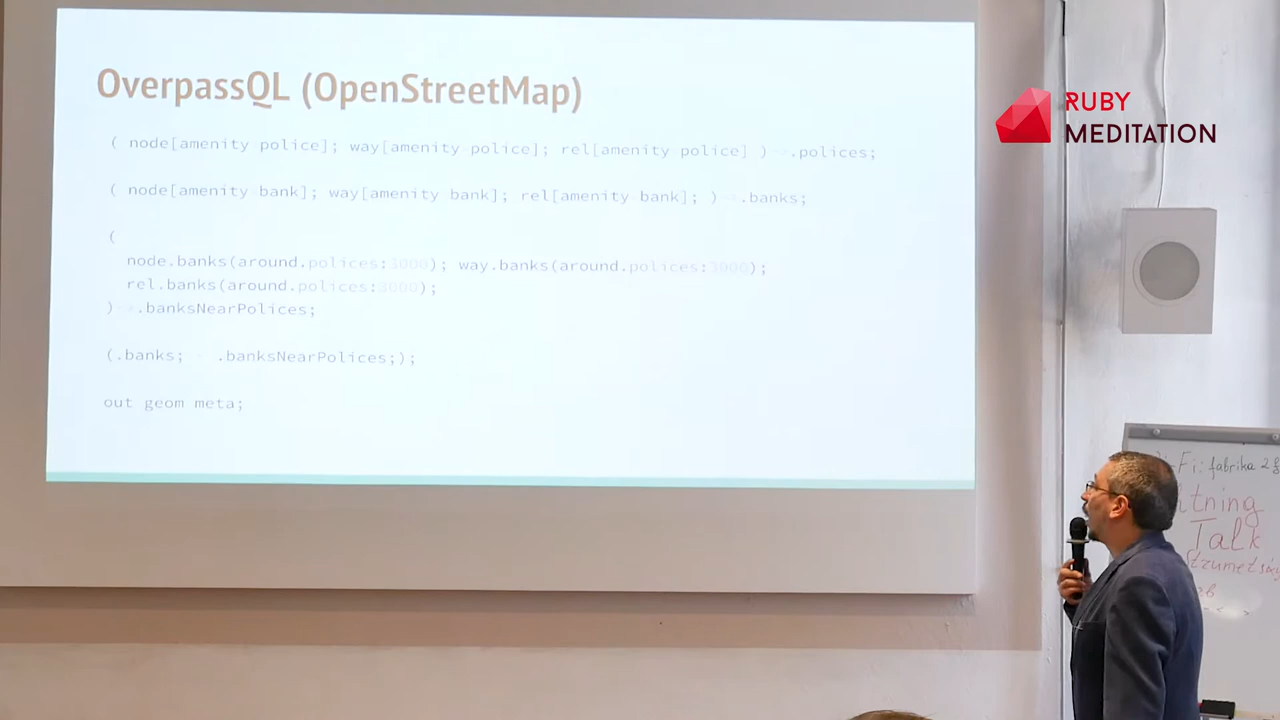 OverpassQL (OpenStreetMap)
( node[amenity police]; way[amenity police]; rel[amenity police] ) .polices;
( node[amenity bank]; way[amenity bank]; rel[amenity bank]; ) .banks;
(
node.banks(around.polices:3000); way.banks(around.polices:3000);
rel.banks(around.polices:3000);
) .banksNearPolices;
(.banks; - .banksNearPolices;);
out geom meta;
RUBY
MEDITATION
Fi: fabrika
Talk